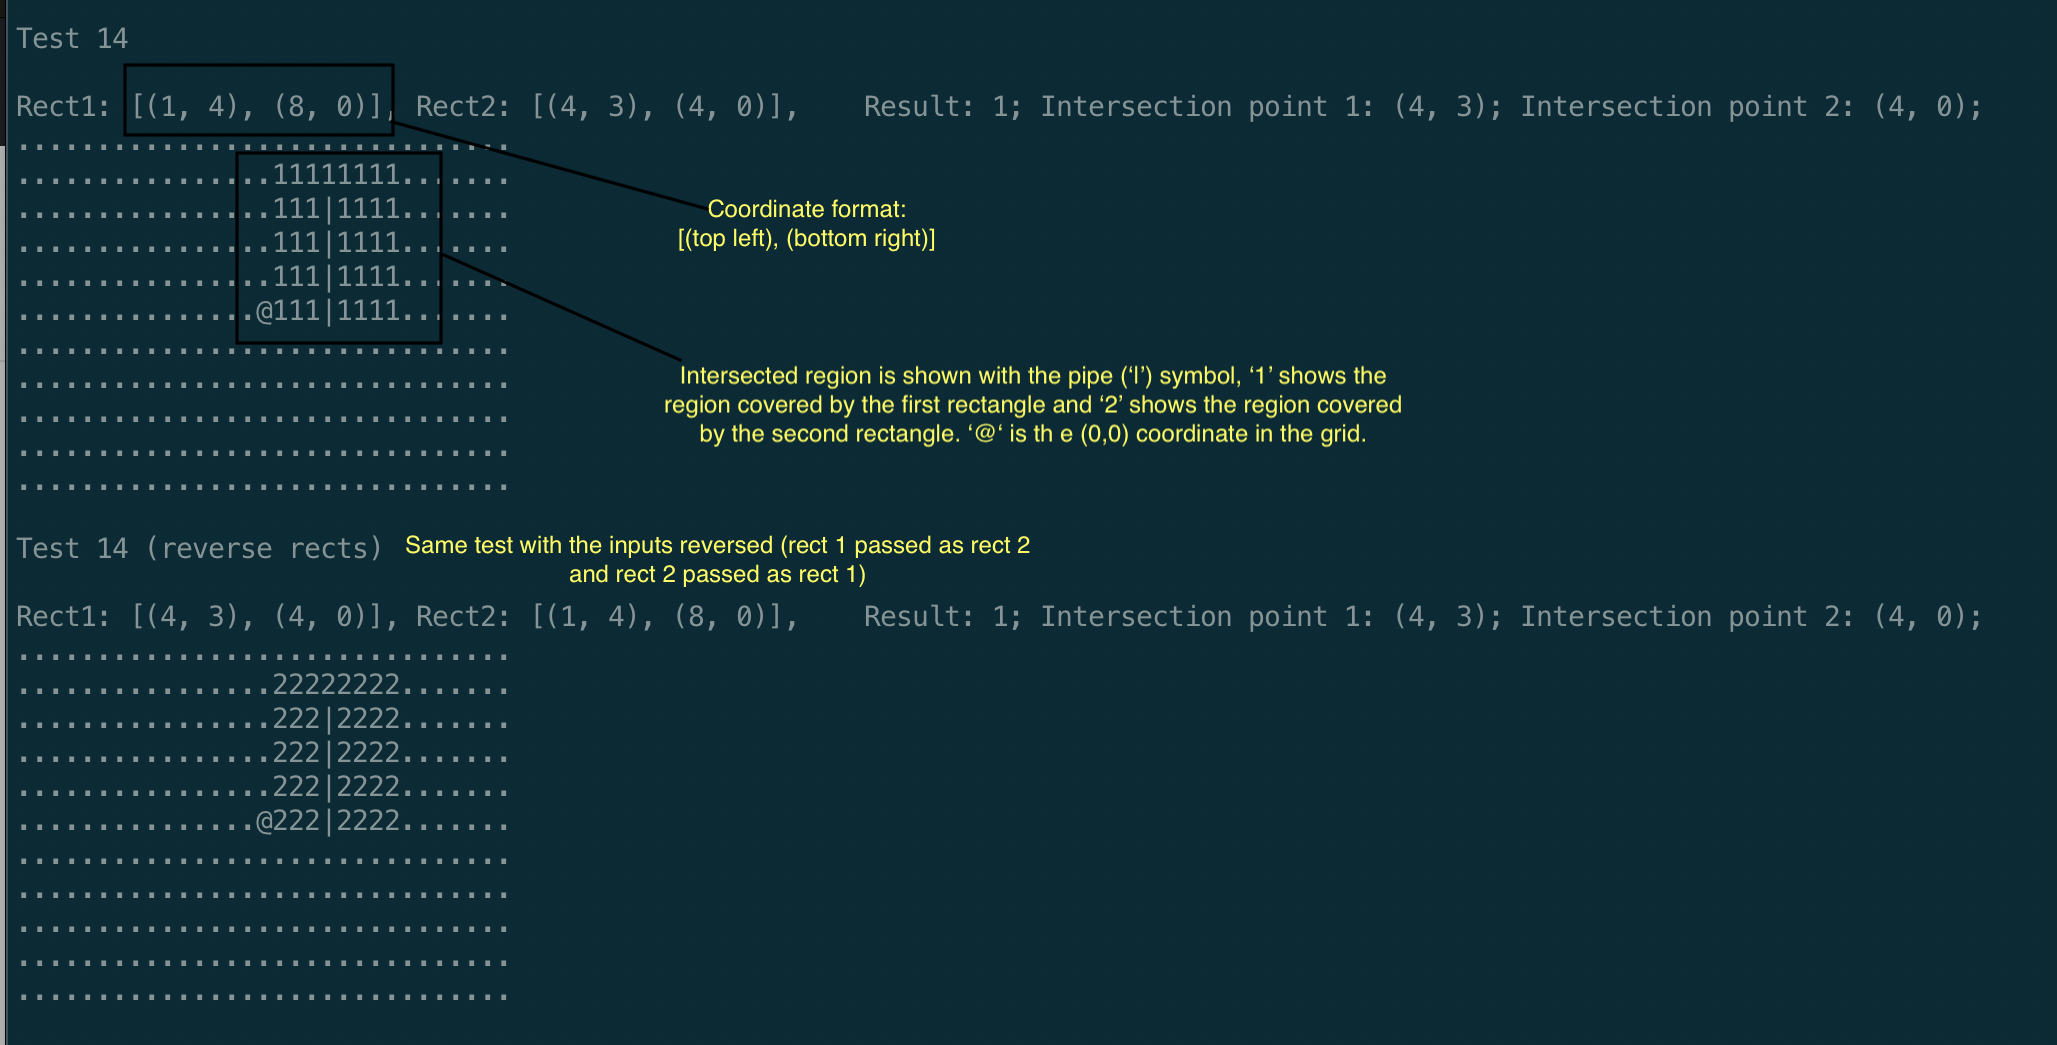 Test 14
Rect1: [(1, 4), (8, 0)], Rect2: [(4, 3), (4, 0)],    Result: 1; Intersection point 1: (4, 3); Intersection point 2: (4, 0);
...............................
................11111111.......
................111|1111.......
................111|1111.......
................111|1111.......
...............@111|1111.......
...............................
...............................
...............................
...............................
...............................
Coordinate format:
[(top left), (bottom right)]
Intersected region is shown with the pipe (‘|’) symbol, ‘1’ shows the
region covered by the first rectangle and ‘2’ shows the region covered
by the second rectangle. ‘@‘ is th e (0,0) coordinate in the grid.
Test 14 (reverse rects)
Same test with the inputs reversed (rect 1 passed as rect 2
and rect 2 passed as rect 1)
Rect1: [(4, 3), (4, 0)], Rect2: [(1, 4), (8, 0)],    Result: 1; Intersection point 1: (4, 3); Intersection point 2: (4, 0);
...............................
................22222222.......
................222|2222.......
................222|2222.......
................222|2222.......
...............@222|2222.......
...............................
...............................
...............................
...............................
...............................